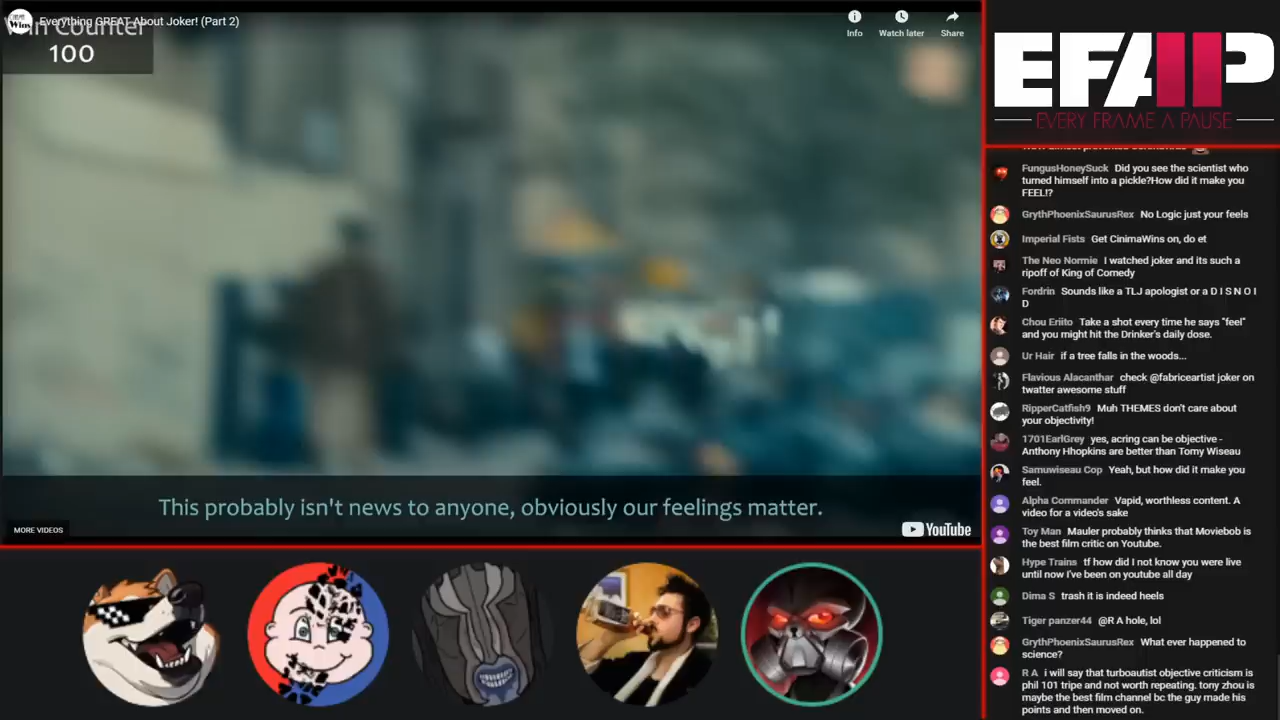 Everything GREAT About Joker! (Part 2)
Win Counter
100
Wins
Info
Watch later
Share
This probably isn't news to anyone, obviously our feelings matter.
MORE VIDEOS
YouTube
EFAP
EVERY FRAME A PAUSE
FungusHoneySuck Did you see the scientist who
turned himself into a pickle?How did it make you
FEEL!?
GrythPhoenixSaurusRex No Logic just your feels
Imperial Fists Get CinimaWins on, do et
The Neo Normie I watched joker and its such a
ripoff of King of Comedy
Fordrin Sounds like a TLJ apologist or a D I S N O I
D
Chou Eriito Take a shot every time he says "feel"
and you might hit the Drinker's daily dose.
Ur Hair if a tree falls in the woods...
Flavious Alacanthar check @fabriceartist joker on
twatter awesome stuff
RipperCatfish9 Muh THEMES don't care about
your objectivity!
1701EarlGrey yes, acring can be objective -
Anthony Hhopkins are better than Tomy Wiseau
Samuwiseau Cop Yeah, but how did it make you
feel.
Alpha Commander Vapid, worthless content. A
video for a video's sake
Toy Man Mauler probably thinks that Moviebob is
the best film critic on Youtube.
Hype Trains tf how did I not know you were live
until now I've been on youtube all day
Dima S trash it is indeed heels
Tiger panzer44 @R A hole, lol
GrythPhoenixSaurusRex What ever happened to
science?
R A i will say that turboautist objective criticism is
phil 101 tripe and not worth repeating. tony zhou is
maybe the best film channel bc the guy made his
points and then moved on.